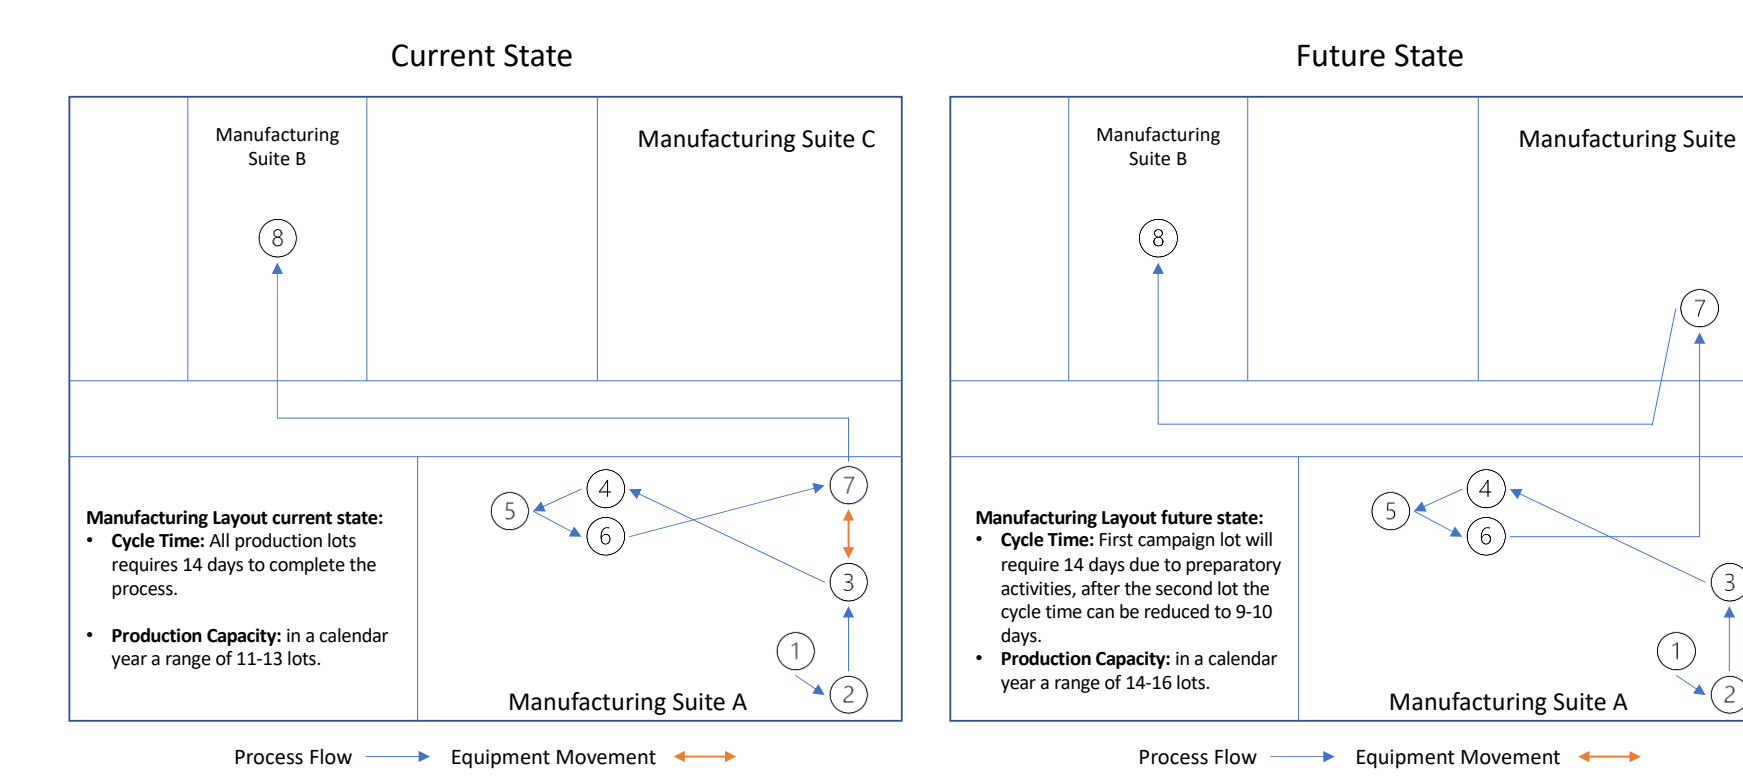 Current State
Manufacturing
Suite B
Manufacturing Suite C
8
7
4
5
6
3
1
2
Manufacturing Layout current state:
• Cycle Time: All production lots
requires 14 days to complete the
process.
• Production Capacity: in a calendar
year a range of 11-13 lots.
Manufacturing Suite A
Process Flow
Equipment Movement
Future State
Manufacturing
Suite B
Manufacturing Suite
8
7
4
5
6
3
1
2
Manufacturing Layout future state:
• Cycle Time: First campaign lot will
require 14 days due to preparatory
activities, after the second lot the
cycle time can be reduced to 9-10
days.
• Production Capacity: in a calendar
year a range of 14-16 lots.
Manufacturing Suite A
Process Flow
Equipment Movement